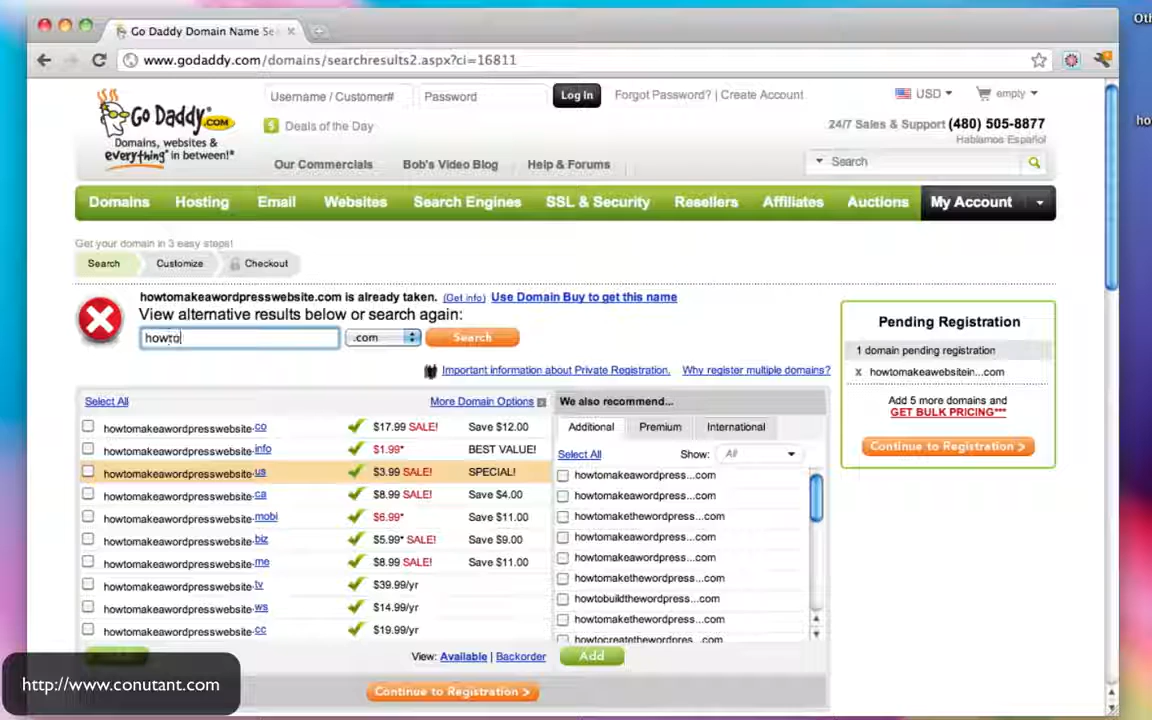 Go Daddy Domain Name Se
Oth
www.godaddy.com/domains/searchresults2.aspx?ci=16811
Go Daddy.COM
Domains, websites &
everything* in between!*
Username / Customer#
Password
Log In
Forgot Password? | Create Account
USD
empty
Deals of the Day
24/7 Sales & Support (480) 505-8877
Hablamos Español
ho
Our Commercials
Bob's Video Blog
Help & Forums
Search
Domains
Hosting
Email
Websites
Search Engines
SSL & Security
Resellers
Affiliates
Auctions
My Account
Get your domain in 3 easy steps!
Search
Customize
Checkout
howtomakeawordpresswebsite.com is already taken. (Get info) Use Domain Buy to get this name
View alternative results below or search again:
howto
.com
Search
Important information about Private Registration.
Why register multiple domains?
Select All
More Domain Options
howtomakeawordpresswebsite.co $17.99 SALE! Save $12.00
howtomakeawordpresswebsite.info $1.99* BEST VALUE!
howtomakeawordpresswebsite.us $3.99 SALE! SPECIAL!
howtomakeawordpresswebsite.ca $8.99 SALE! Save $4.00
howtomakeawordpresswebsite.mobi $6.99* Save $11.00
howtomakeawordpresswebsite.biz $5.99* SALE! Save $9.00
howtomakeawordpresswebsite.me $8.99 SALE! Save $11.00
howtomakeawordpresswebsite.tv $39.99/yr
howtomakeawordpresswebsite.ws $14.99/yr
howtomakeawordpresswebsite.cc $19.99/yr
View: Available | Backorder
Continue to Registration >
We also recommend...
Additional
Premium
International
Select All
Show: All
howtomakeawordpress...com
howtomakeawordpress...com
howtomakethewordpress...com
howtomakeawordpress...com
howtomakeawordpress...com
howtomakethewordpress...com
howtobuildthewordpress...com
howtomakethewordpress...com
howtocreatethewordpres...com
Add
Pending Registration
1 domain pending registration
x howtomakeawebsitein...com
Add 5 more domains and
GET BULK PRICING***
Continue to Registration >
http://www.conutant.com